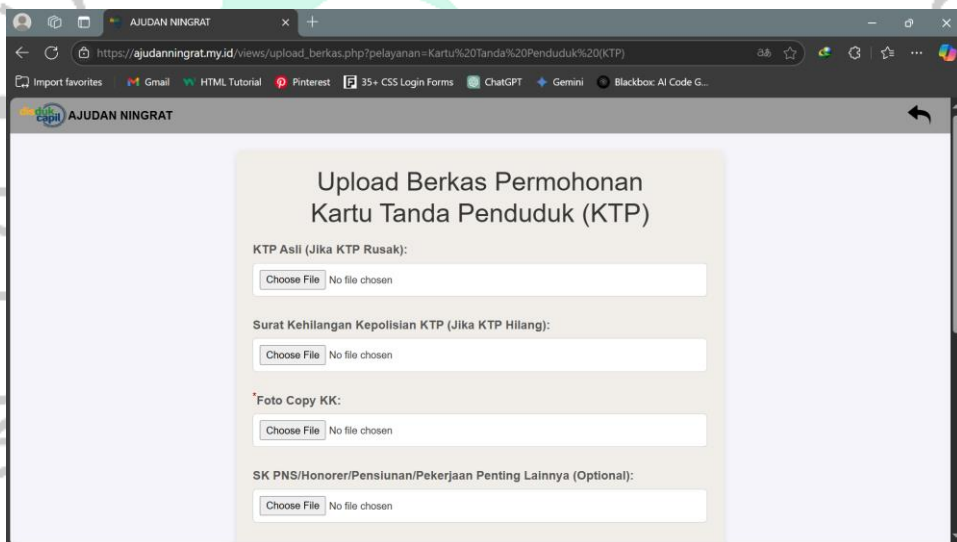 AJUDAN NINGRAT
https://ajudanningrat.my.id/views/upload_berkas.php?pelayanan=Kartu%20Tanda%20Penduduk%20(KTP)
Import favorites Gmail HTML Tutorial Pinterest 35+ CSS Login Forms ChatGPT Gemini Blackbox: AI Code G...
dukcapil AJUDAN NINGRAT
Upload Berkas Permohonan
Kartu Tanda Penduduk (KTP)
KTP Asli (Jika KTP Rusak):
Choose File No file chosen
Surat Kehilangan Kepolisian KTP (Jika KTP Hilang):
Choose File No file chosen
*Foto Copy KK:
Choose File No file chosen
SK PNS/Honorer/Pensiunan/Pekerjaan Penting Lainnya (Optional):
Choose File No file chosen